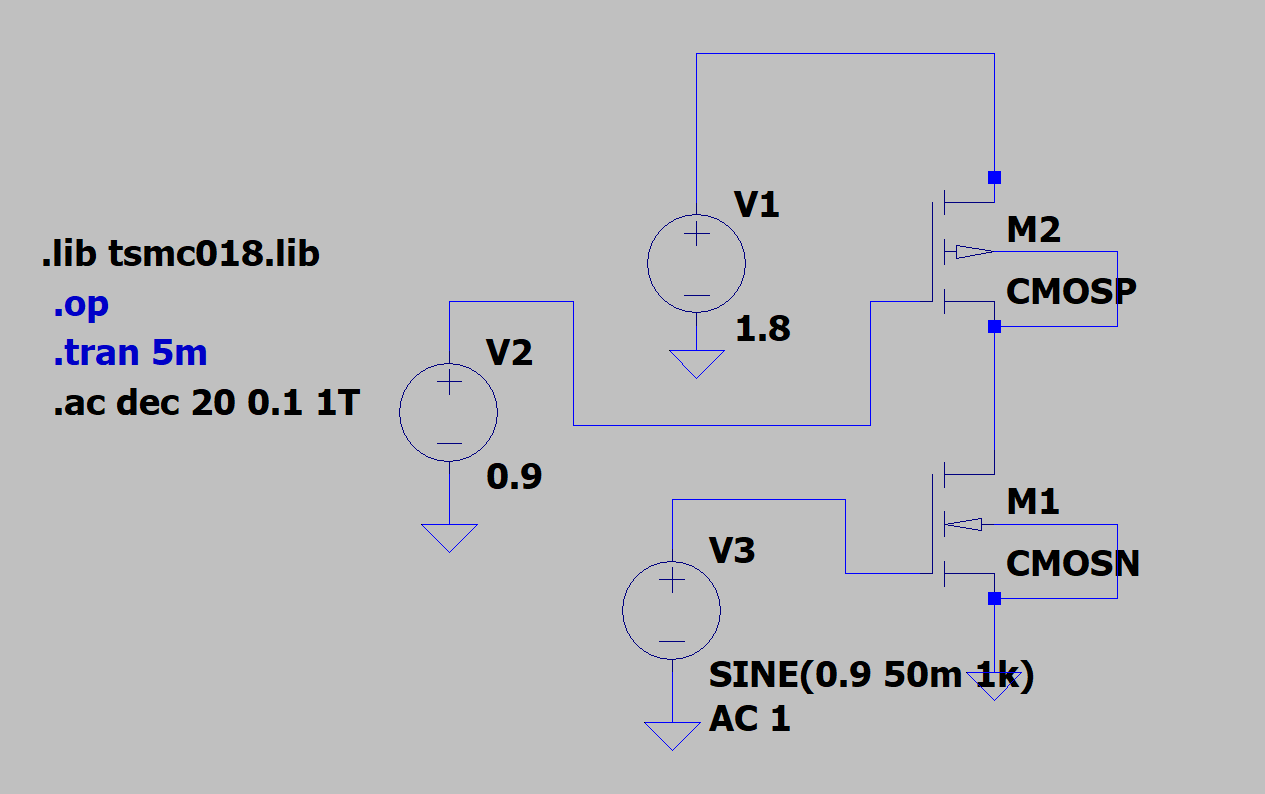 .lib tsmc018.lib
.op
.tran 5m
.ac dec 20 0.1 1T
V1
1.8
V2
0.9
V3
SINE(0.9 50m 1k)
AC 1
M2
CMOSP
M1
CMOSN